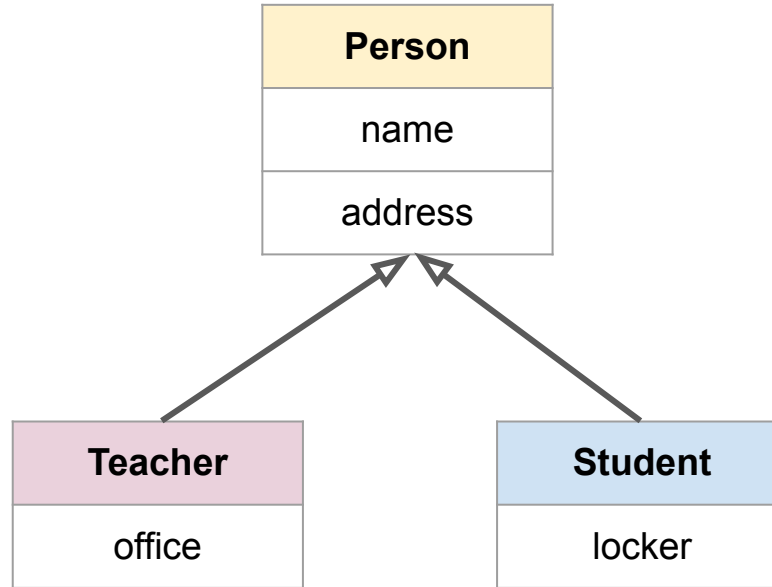 Person
name
address
Teacher
office
Student
locker